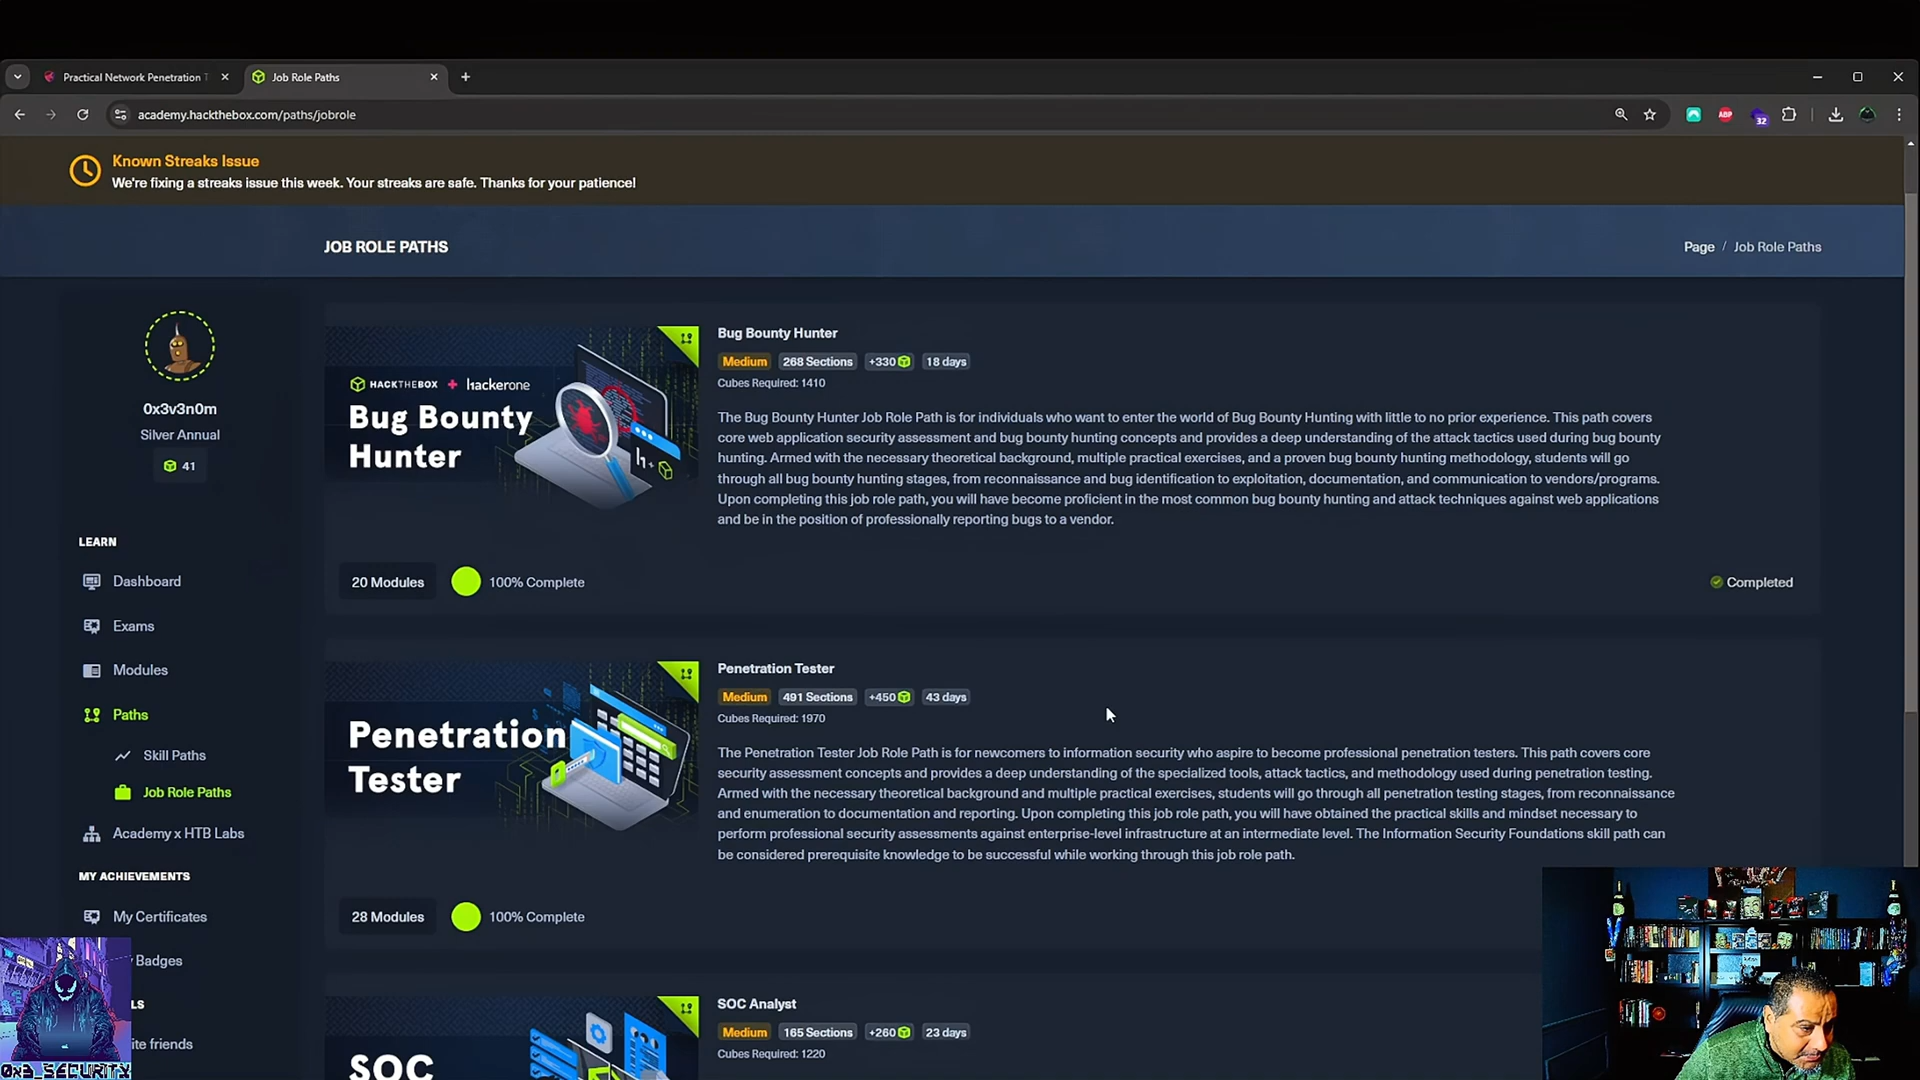 Practical Network Penetration T
Job Role Paths
academy.hackthebox.com/paths/jobrole
ABP
32
Known Streaks Issue
We're fixing a streaks issue this week. Your streaks are safe. Thanks for your patience!
JOB ROLE PATHS
Page / Job Role Paths
0x3v3n0m
Silver Annual
41
LEARN
Dashboard
Exams
Modules
Paths
Skill Paths
Job Role Paths
Academy x HTB Labs
MY ACHIEVEMENTS
My Certificates
Badges
LS
ite friends
0x3_SECURITY
HACKTHEBOX + hackerone
Bug Bounty
Hunter
h1+
Bug Bounty Hunter
Medium 268 Sections +330 18 days
Cubes Required: 1410
The Bug Bounty Hunter Job Role Path is for individuals who want to enter the world of Bug Bounty Hunting with little to no prior experience. This path covers
core web application security assessment and bug bounty hunting concepts and provides a deep understanding of the attack tactics used during bug bounty
hunting. Armed with the necessary theoretical background, multiple practical exercises, and a proven bug bounty hunting methodology, students will go
through all bug bounty hunting stages, from reconnaissance and bug identification to exploitation, documentation, and communication to vendors/programs.
Upon completing this job role path, you will have become proficient in the most common bug bounty hunting and attack techniques against web applications
and be in the position of professionally reporting bugs to a vendor.
20 Modules 100% Complete Completed
Penetration
Tester
Penetration Tester
Medium 491 Sections +450 43 days
Cubes Required: 1970
The Penetration Tester Job Role Path is for newcomers to information security who aspire to become professional penetration testers. This path covers core
security assessment concepts and provides a deep understanding of the specialized tools, attack tactics, and methodology used during penetration testing.
Armed with the necessary theoretical background and multiple practical exercises, students will go through all penetration testing stages, from reconnaissance
and enumeration to documentation and reporting. Upon completing this job role path, you will have obtained the practical skills and mindset necessary to
perform professional security assessments against enterprise-level infrastructure at an intermediate level. The Information Security Foundations skill path can
be considered prerequisite knowledge to be successful while working through this job role path.
28 Modules 100% Complete
SOC
SOC Analyst
Medium 165 Sections +260 23 days
Cubes Required: 1220